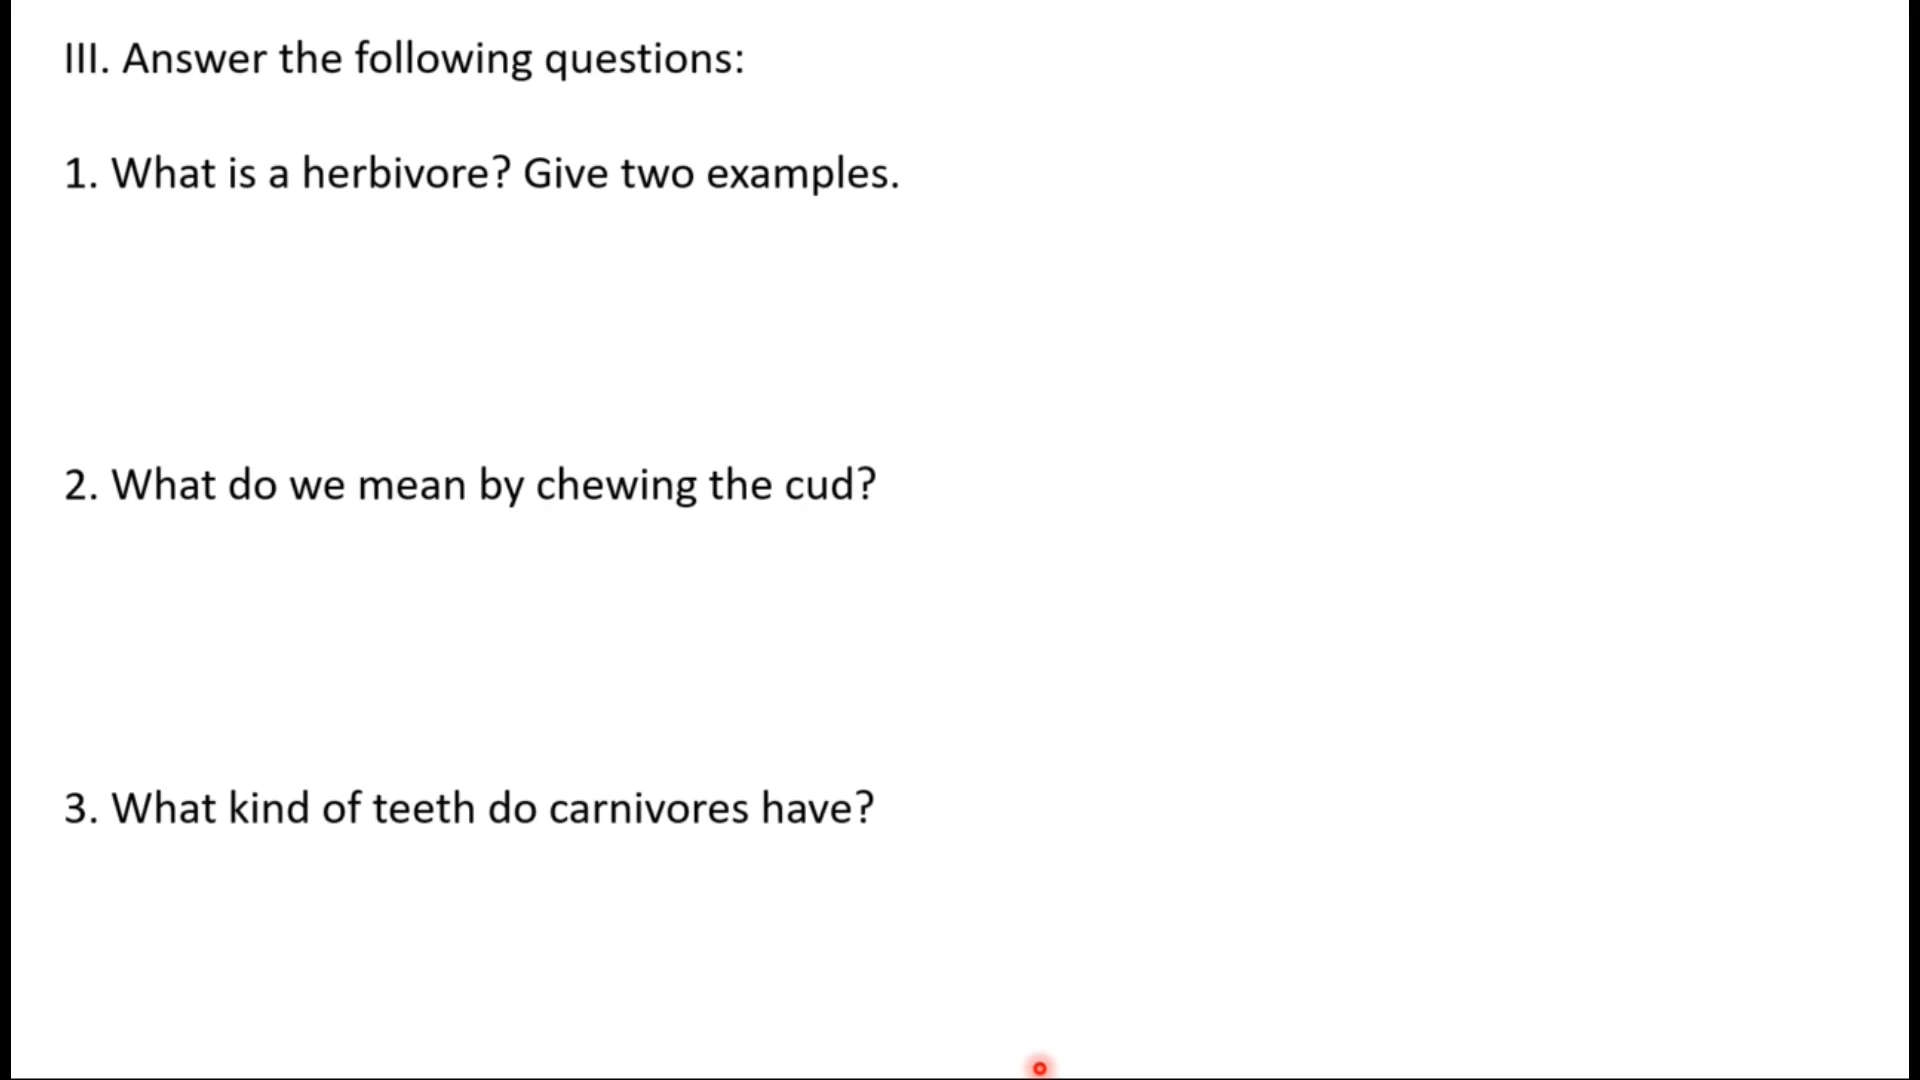 III. Answer the following questions:
1. What is a herbivore? Give two examples.
2. What do we mean by chewing the cud?
3. What kind of teeth do carnivores have?